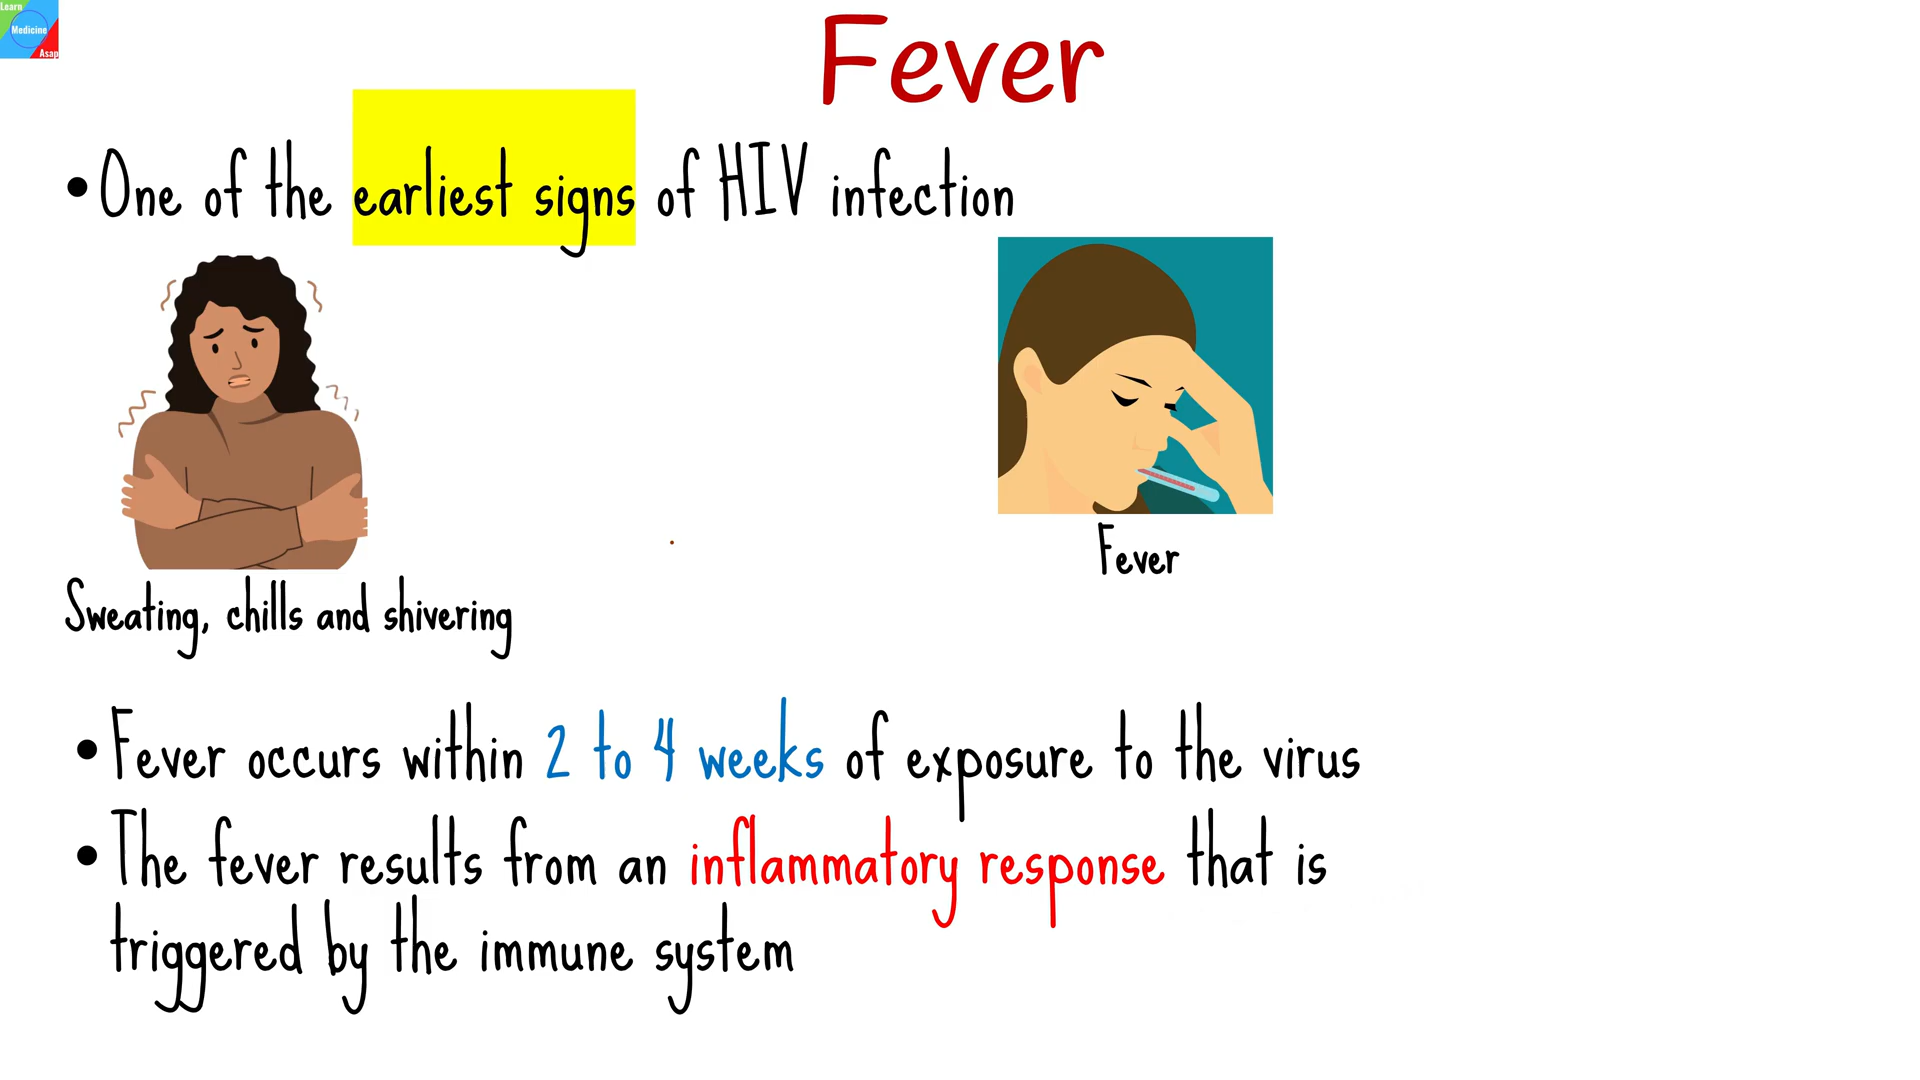 Learn
Medicine
Asap
Fever
•One of the earliest signs of HIV infection
Fever
Sweating, chills and shivering
•Fever occurs within 2 to 4 weeks of exposure to the virus
•The fever results from an inflammatory response that is
triggered by the immune system